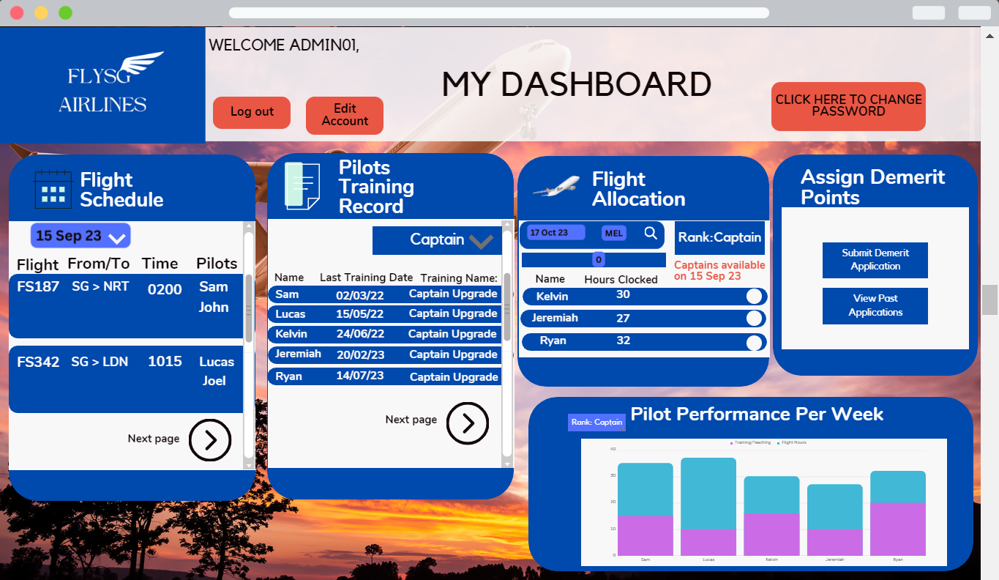 WELCOME ADMIN01,
FLYSG
AIRLINES
MY DASHBOARD
Log out
Edit
Account
CLICK HERE TO CHANGE
PASSWORD
Flight
Schedule
15 Sep 23
Flight From/To Time Pilots
FS187 SG > NRT 0200 Sam
John
FS342 SG > LDN 1015 Lucas
Joel
Next page
Pilots
Training
Record
Captain
Name Last Training Date Training Name:
Sam 02/03/22 Captain Upgrade
Lucas 15/05/22 Captain Upgrade
Kelvin 24/06/22 Captain Upgrade
Jeremiah 20/02/23 Captain Upgrade
Ryan 14/07/23 Captain Upgrade
Next page
Flight
Allocation
17 Oct 23 MEL
Rank:Captain
0
Captains available
on 15 Sep 23
Name Hours Clocked
Kelvin 30
Jeremiah 27
Ryan 32
Assign Demerit
Points
Submit Demerit
Application
View Past
Applications
Pilot Performance Per Week
Rank: Captain
Training/Teaching Flight Hours
40
30
20
10
0
Sam Lucas Kelvin Jeremiah Ryan